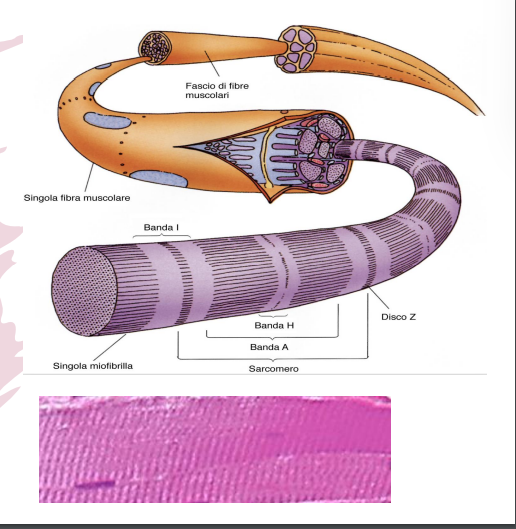 Fascio di fibre
muscolari
Singola fibra muscolare
Banda I
Disco Z
Banda H
Banda A
Singola miofibrilla
Sarcomero